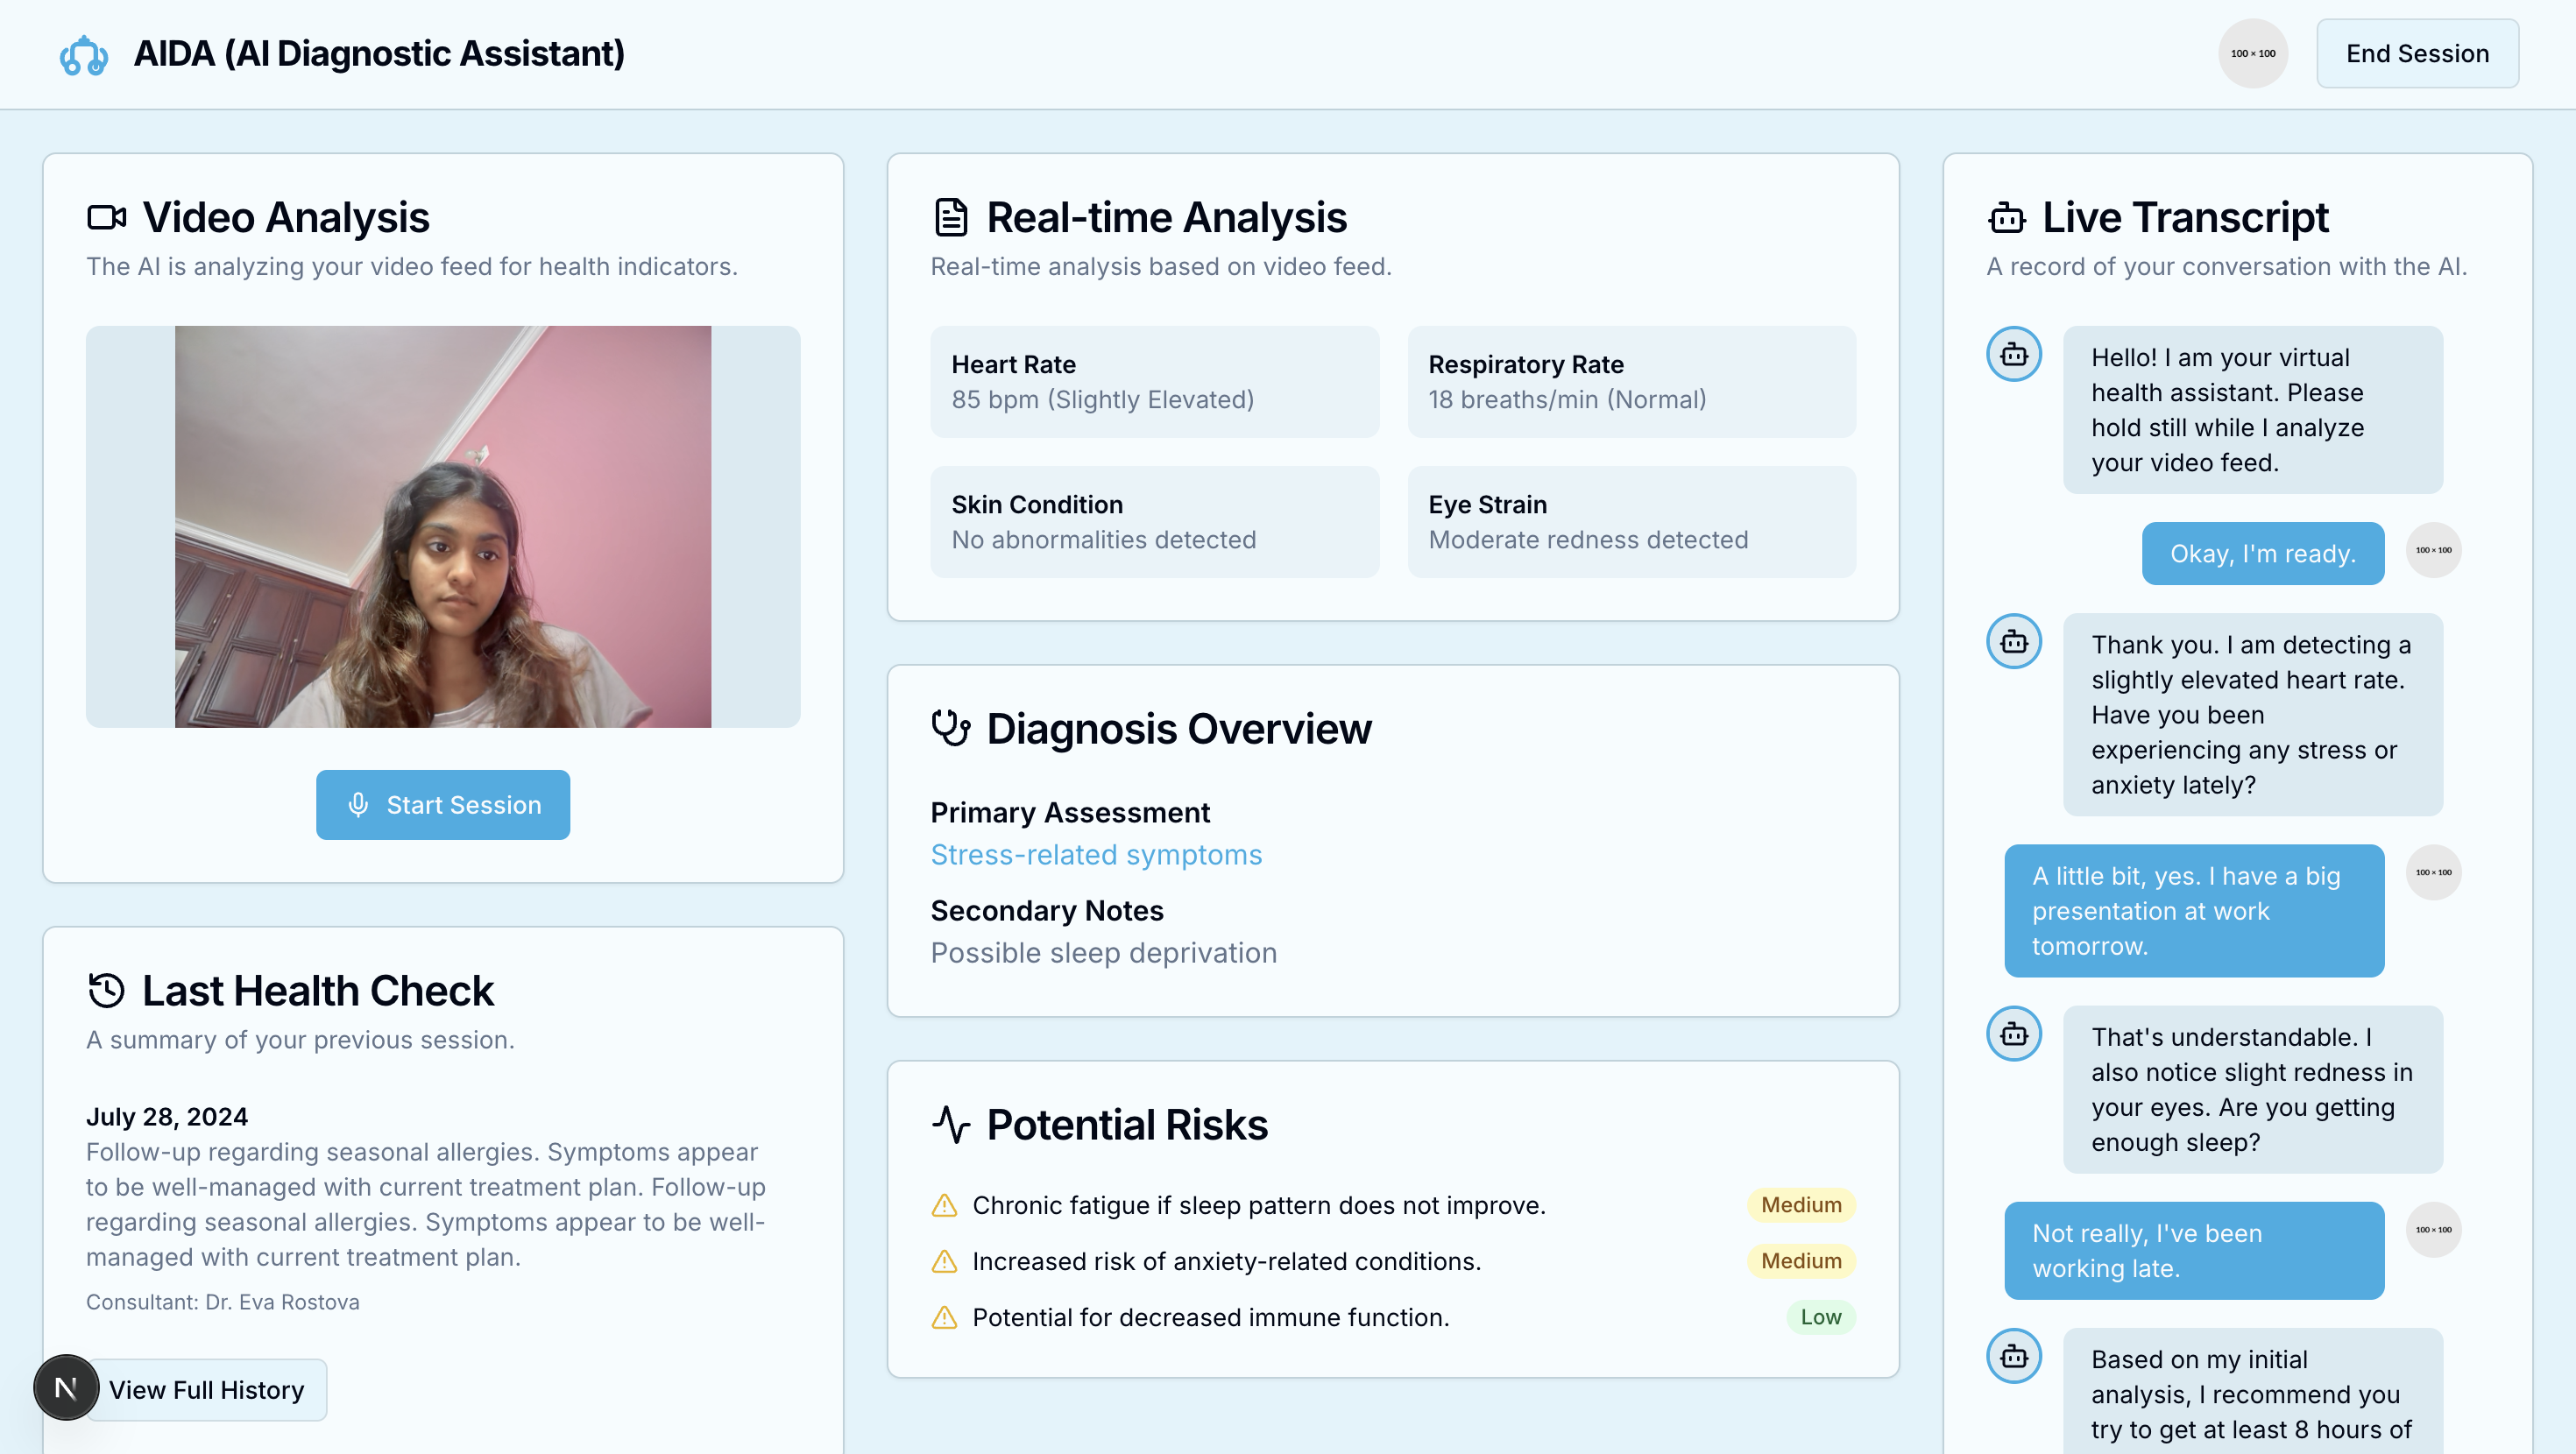 AIDA (AI Diagnostic Assistant)
100 × 100
End Session
Video Analysis
The AI is analyzing your video feed for health indicators.
Start Session
Last Health Check
A summary of your previous session.
July 28, 2024
Follow-up regarding seasonal allergies. Symptoms appear
to be well-managed with current treatment plan. Follow-up
regarding seasonal allergies. Symptoms appear to be well-
managed with current treatment plan.
Consultant: Dr. Eva Rostova
N
View Full History
Real-time Analysis
Real-time analysis based on video feed.
Heart Rate
85 bpm (Slightly Elevated)
Respiratory Rate
18 breaths/min (Normal)
Skin Condition
No abnormalities detected
Eye Strain
Moderate redness detected
Diagnosis Overview
Primary Assessment
Stress-related symptoms
Secondary Notes
Possible sleep deprivation
Potential Risks
Chronic fatigue if sleep pattern does not improve.
Medium
Increased risk of anxiety-related conditions.
Medium
Potential for decreased immune function.
Low
Live Transcript
A record of your conversation with the AI.
Hello! I am your virtual
health assistant. Please
hold still while I analyze
your video feed.
Okay, I'm ready.
100 × 100
Thank you. I am detecting a
slightly elevated heart rate.
Have you been
experiencing any stress or
anxiety lately?
A little bit, yes. I have a big
presentation at work
tomorrow.
100 × 100
That's understandable. I
also notice slight redness in
your eyes. Are you getting
enough sleep?
Not really, I've been
working late.
100 × 100
Based on my initial
analysis, I recommend you
try to get at least 8 hours of